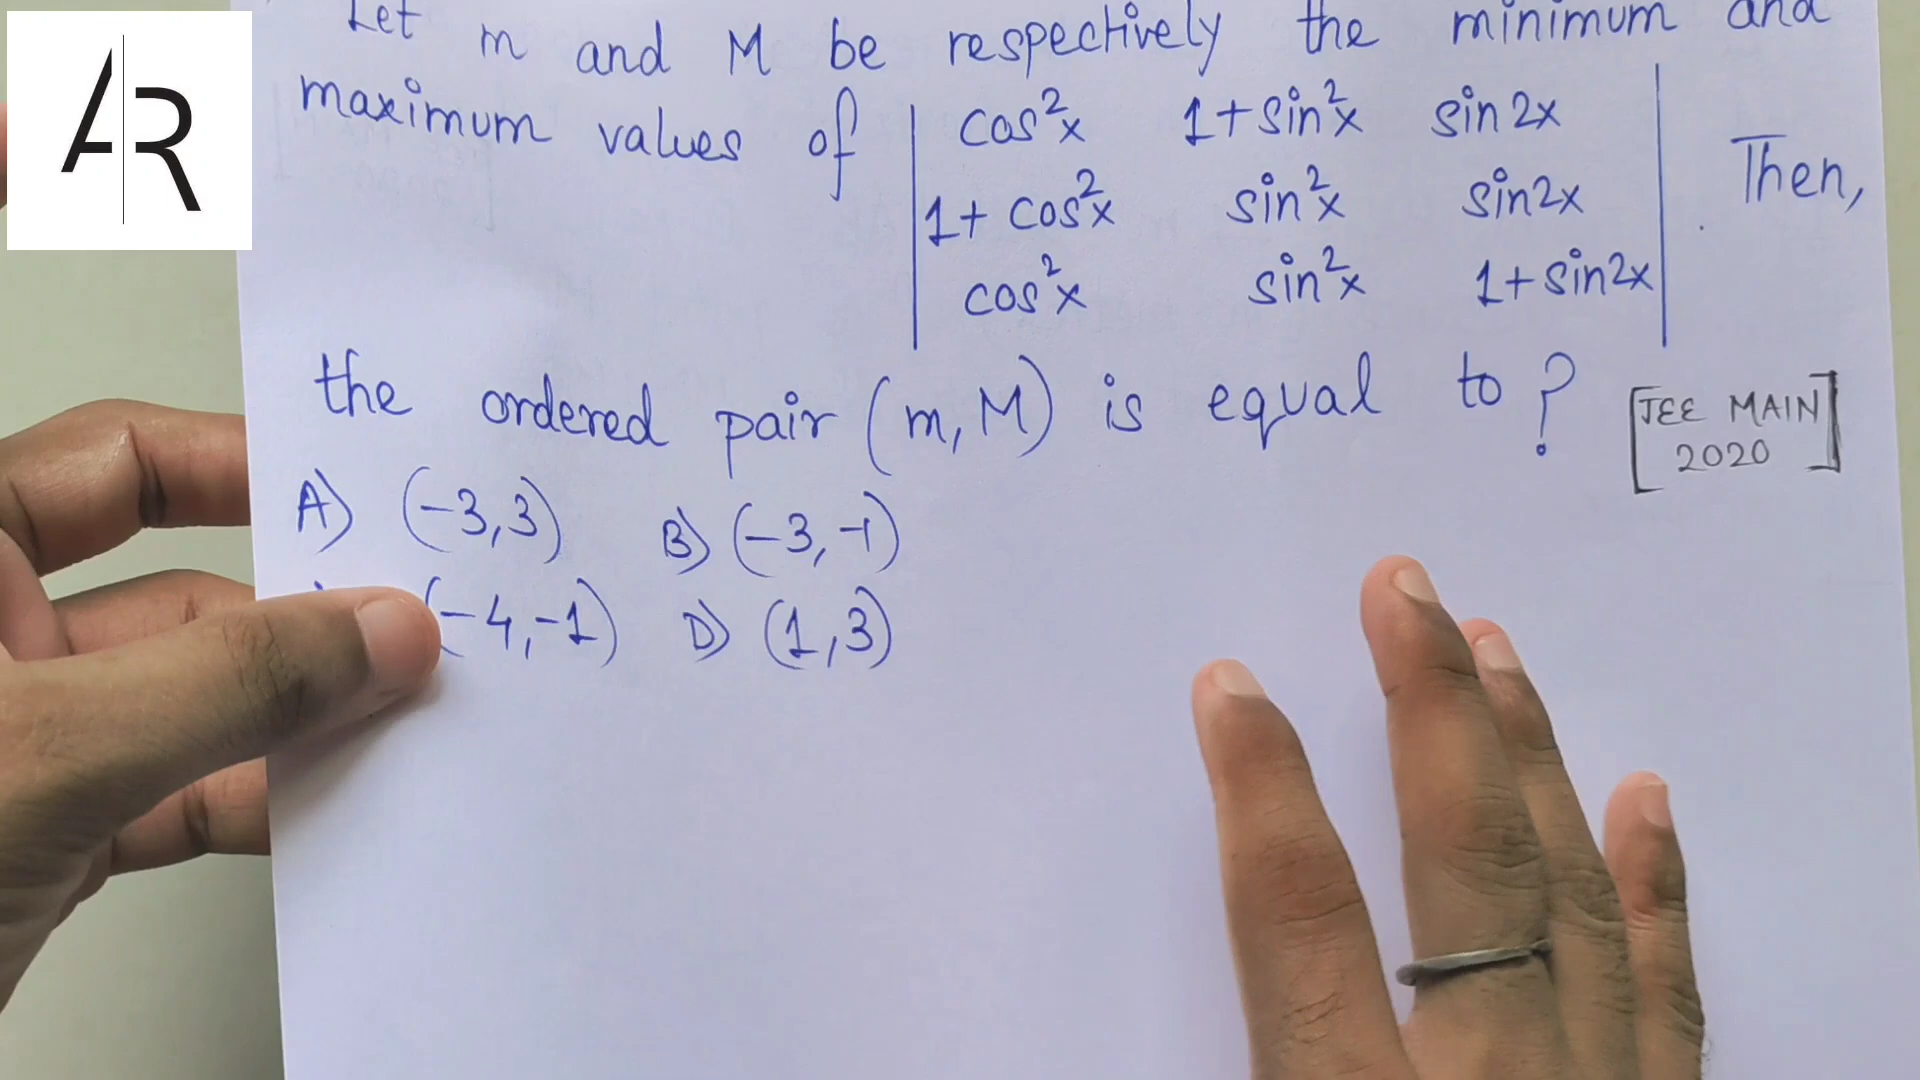 AR
Let m and M be respectively the minimum and
maximum values of | cos²x 1+sin²x sin2x |
| 1+cos²x sin²x sin2x | . Then,
| cos²x sin²x 1+sin2x |
the ordered pair (m,M) is equal to ?
[JEE MAIN
2020]
A) (-3,3) B) (-3,-1)
(-4,-1) D) (1,3)